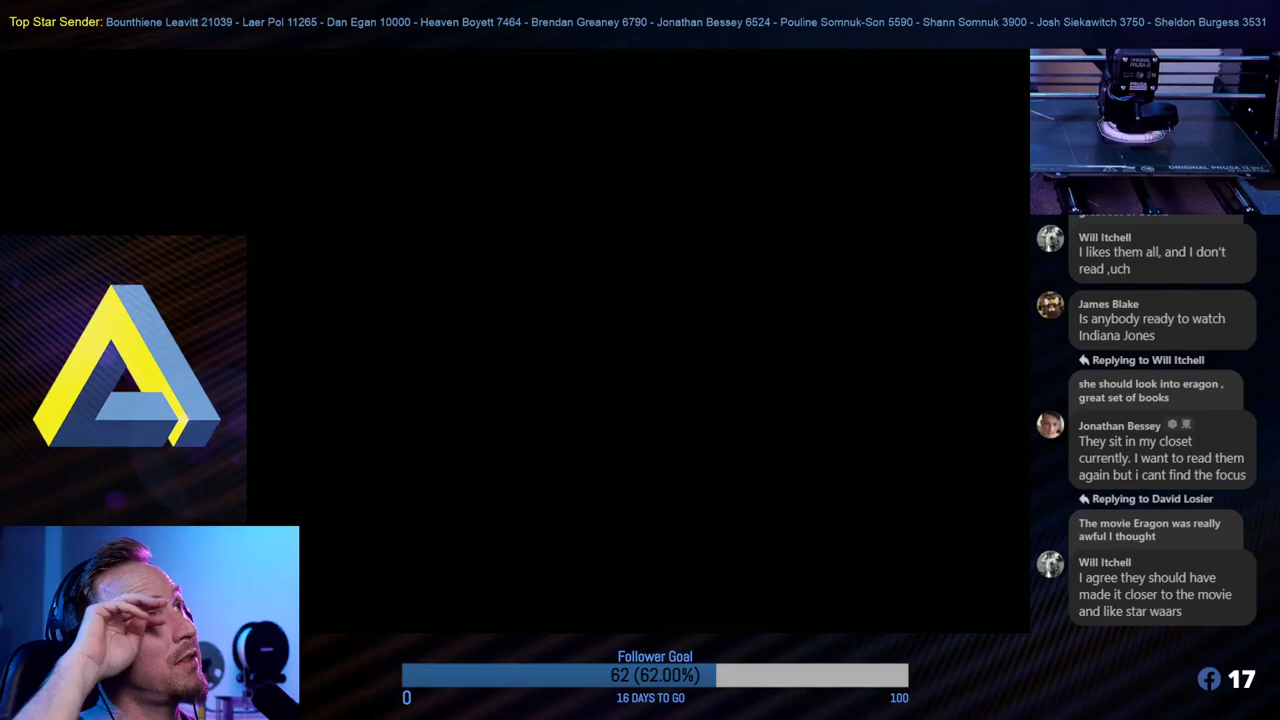 Top Star Sender: Bounthiene Leavitt 21039 - Laer Pol 11265 - Dan Egan 10000 - Heaven Boyett 7464 - Brendan Greaney 6790 - Jonathan Bessey 6524 - Pouline Somnuk-Son 5590 - Shann Somnuk 3900 - Josh Siekawitch 3750 - Sheldon Burgess 3531
ORIGINAL PRUSA
Will Itchell
I likes them all, and I don't
read ,uch
James Blake
Is anybody ready to watch
Indiana Jones
Replying to Will Itchell
she should look into eragon ,
great set of books
Jonathan Bessey
They sit in my closet
currently. I want to read them
again but i cant find the focus
Replying to David Losier
The movie Eragon was really
awful I thought
Will Itchell
I agree they should have
made it closer to the movie
and like star waars
Follower Goal
62 (62.00%)
0
16 DAYS TO GO
100
17